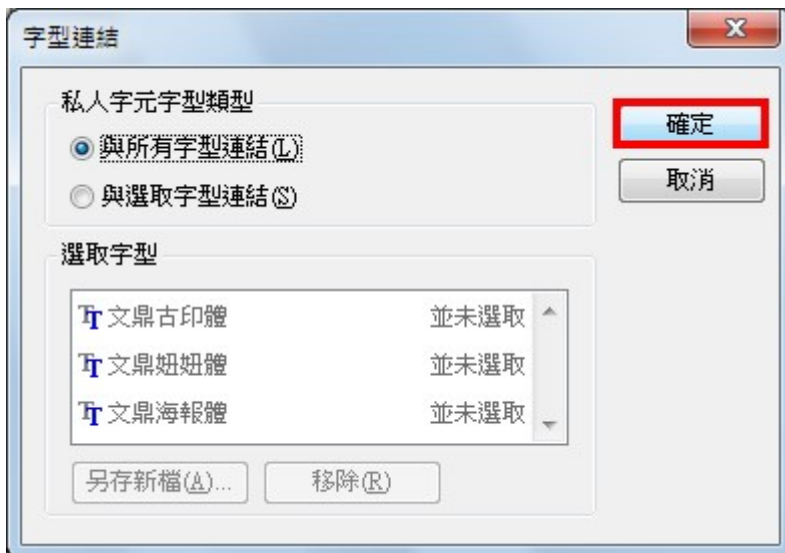 字型連結
私人字元字型類型
與所有字型連結(L)
與選取字型連結(S)
確定
取消
選取字型
文鼎古印體 並未選取
文鼎妞妞體 並未選取
文鼎海報體 並未選取
另存新檔(A)... 移除(R)